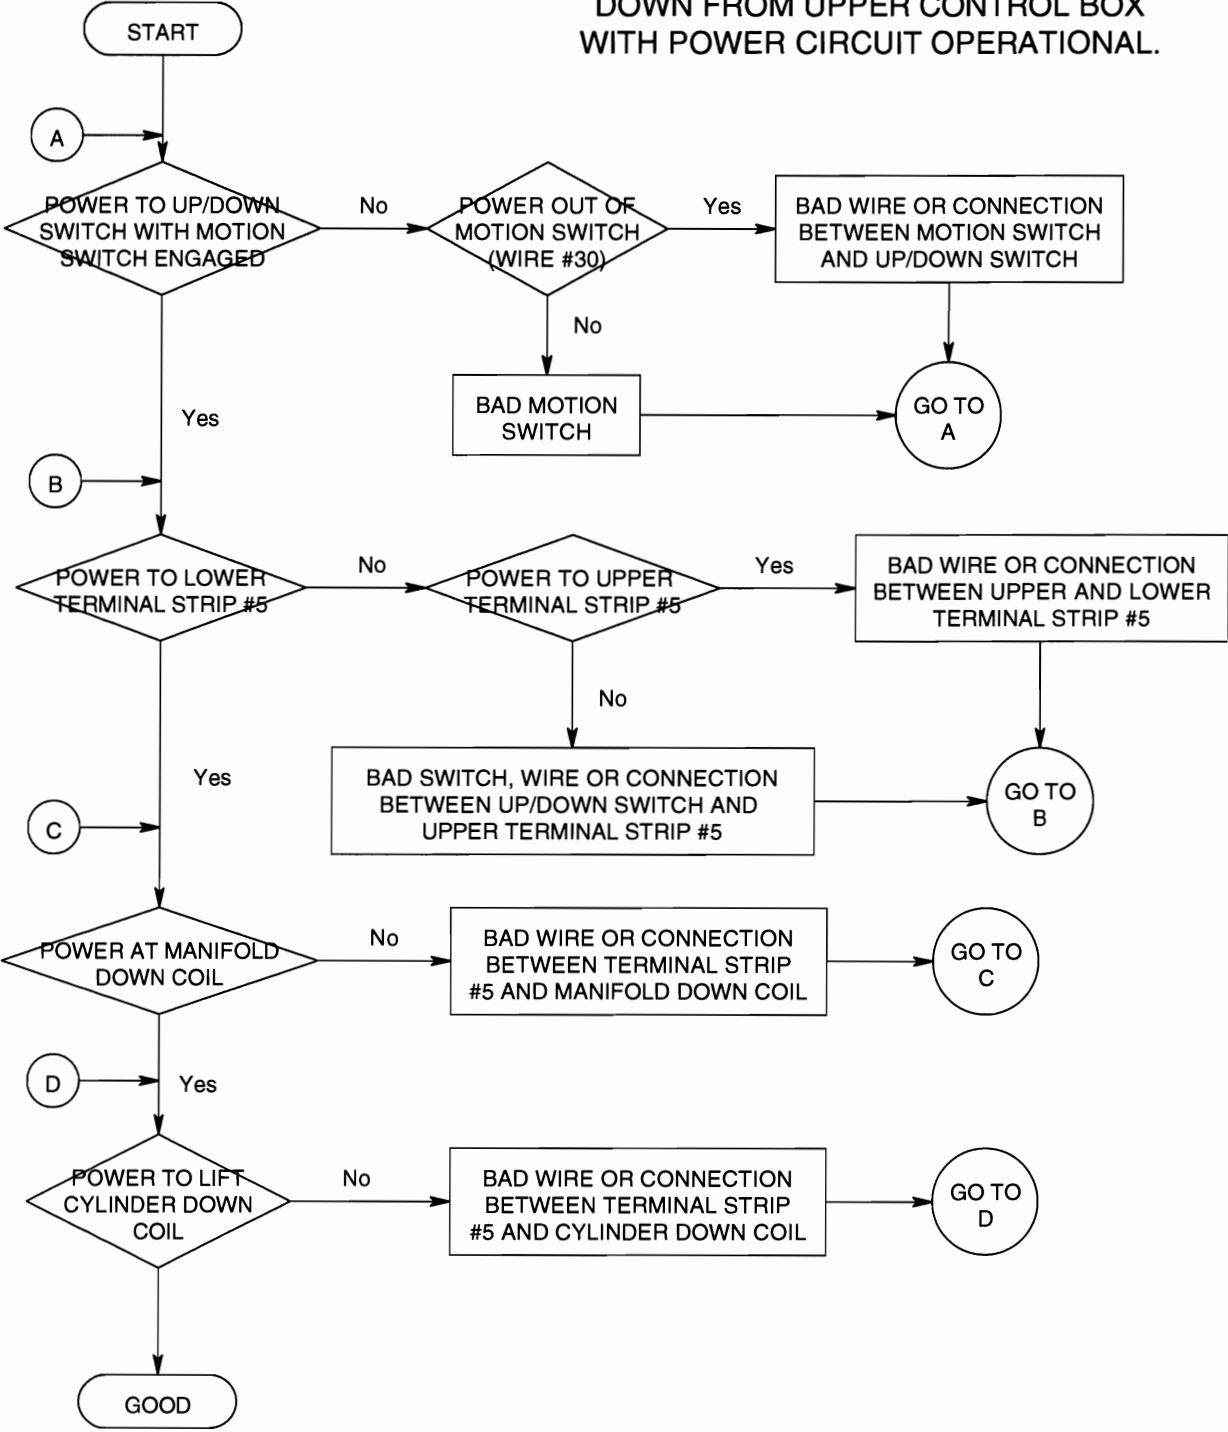 DOWN FROM UPPER CONTROL BOX
WITH POWER CIRCUIT OPERATIONAL.
START
A
POWER TO UP/DOWN
SWITCH WITH MOTION
SWITCH ENGAGED
No
POWER OUT OF
MOTION SWITCH
(WIRE #30)
Yes
BAD WIRE OR CONNECTION
BETWEEN MOTION SWITCH
AND UP/DOWN SWITCH
No
BAD MOTION
SWITCH
GO TO
A
Yes
B
POWER TO LOWER
TERMINAL STRIP #5
No
POWER TO UPPER
TERMINAL STRIP #5
Yes
BAD WIRE OR CONNECTION
BETWEEN UPPER AND LOWER
TERMINAL STRIP #5
No
BAD SWITCH, WIRE OR CONNECTION
BETWEEN UP/DOWN SWITCH AND
UPPER TERMINAL STRIP #5
GO TO
B
Yes
C
POWER AT MANIFOLD
DOWN COIL
No
BAD WIRE OR CONNECTION
BETWEEN TERMINAL STRIP
#5 AND MANIFOLD DOWN COIL
GO TO
C
D
Yes
POWER TO LIFT
CYLINDER DOWN
COIL
No
BAD WIRE OR CONNECTION
BETWEEN TERMINAL STRIP
#5 AND CYLINDER DOWN COIL
GO TO
D
GOOD